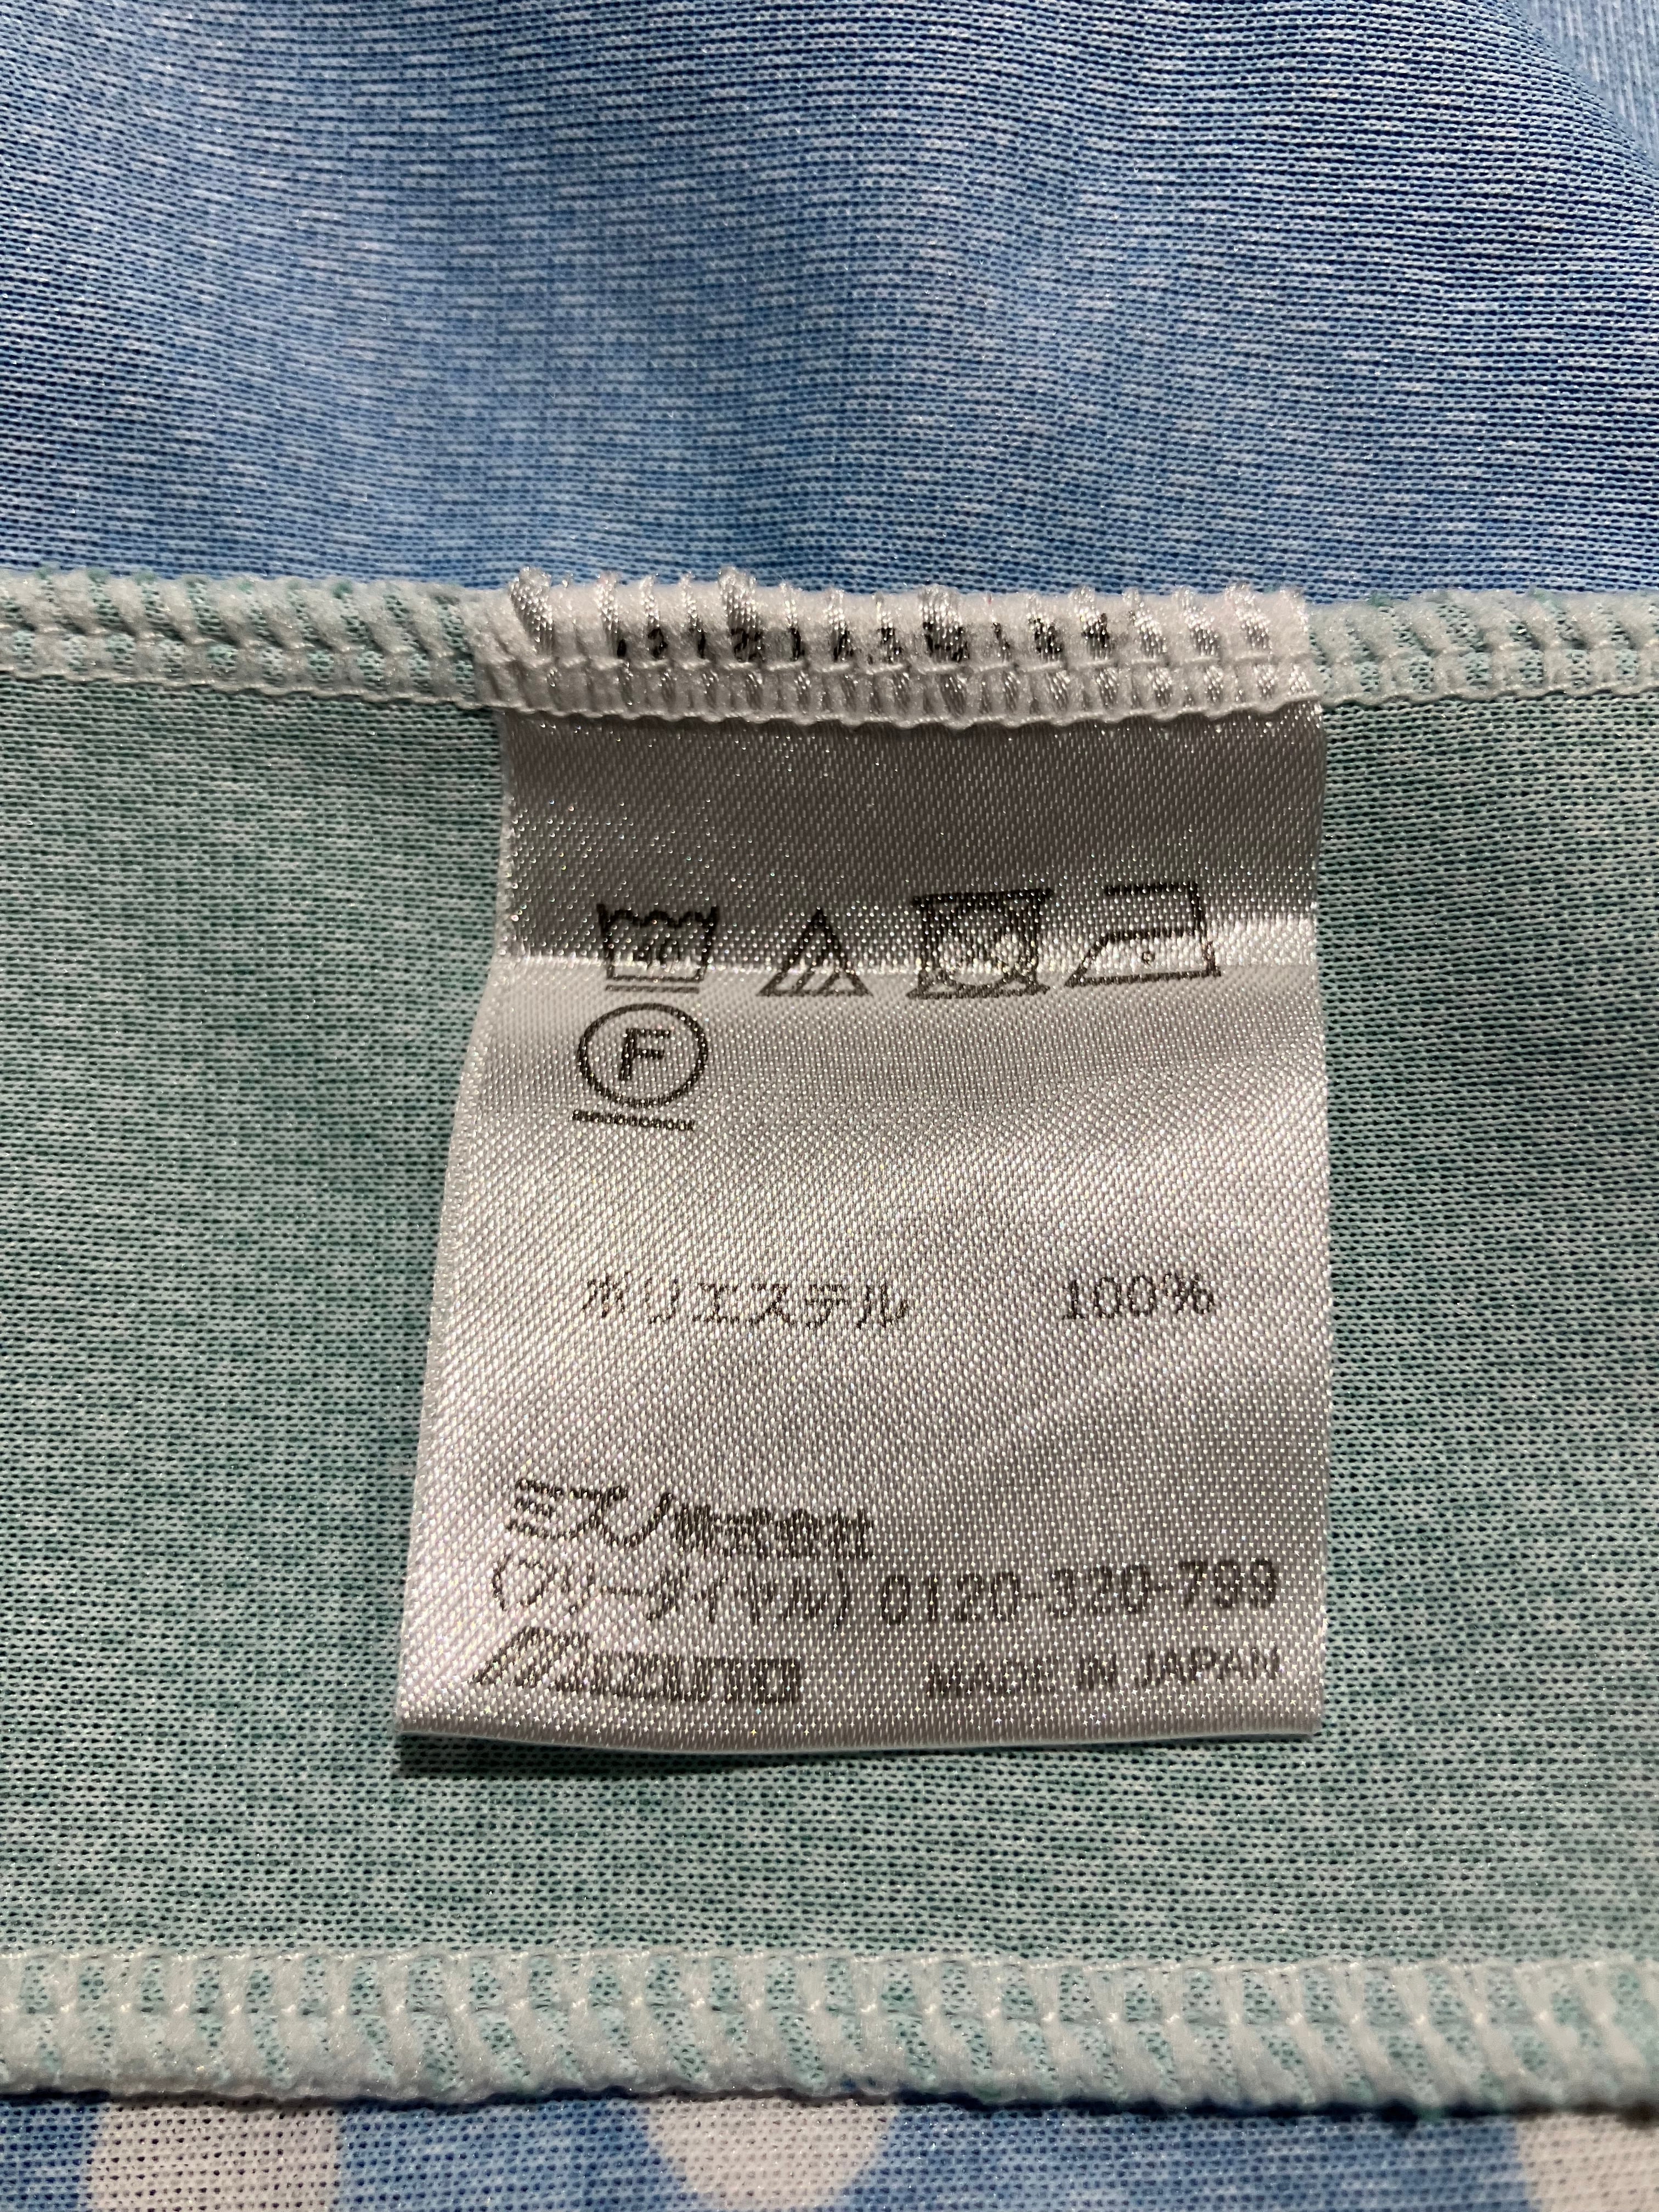 40
F
ポリエステル 100%
ミズノ株式会社
(フリーダイヤル) 0120-320-799
Mizuno MADE IN JAPAN